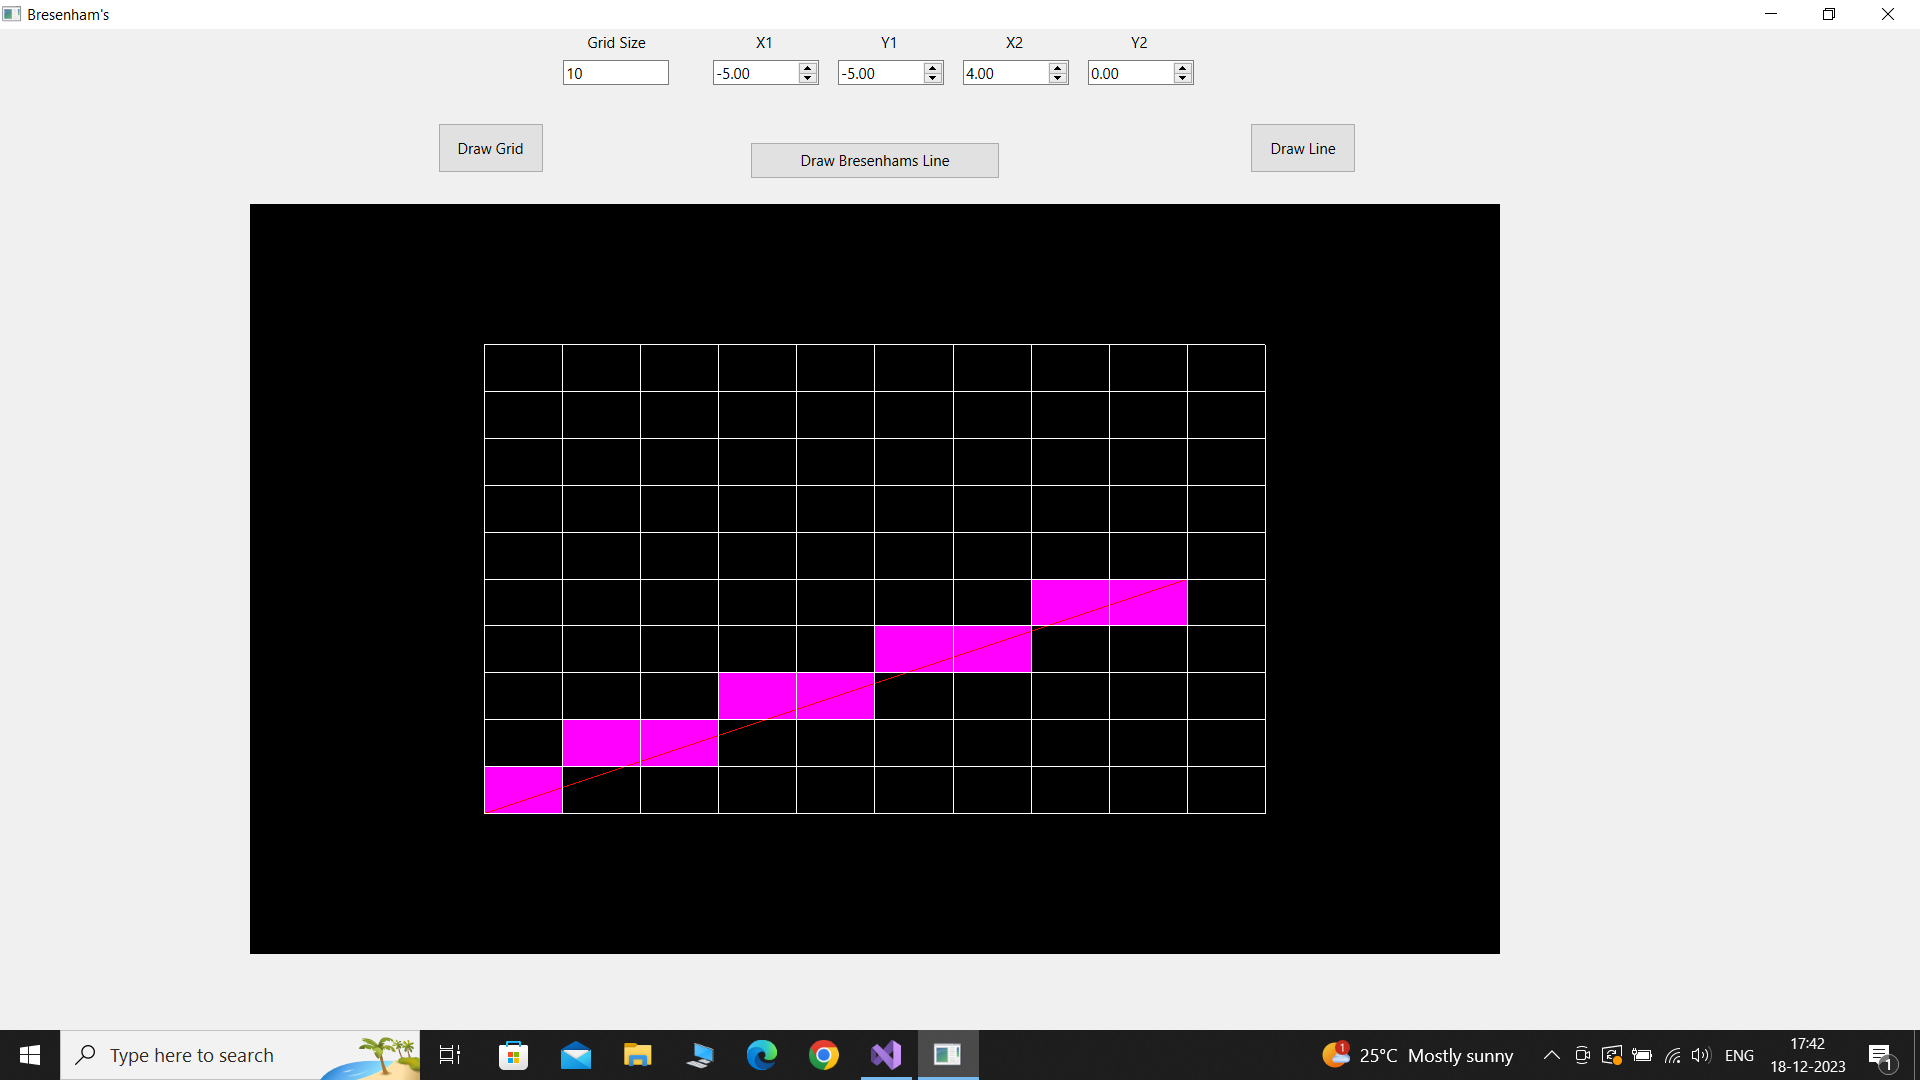 Bresenham's
Grid Size X1 Y1 X2 Y2
10 -5.00 -5.00 4.00 0.00
Draw Grid Draw Bresenhams Line Draw Line
Type here to search
1 25°C Mostly sunny ENG 17:42
18-12-2023 1